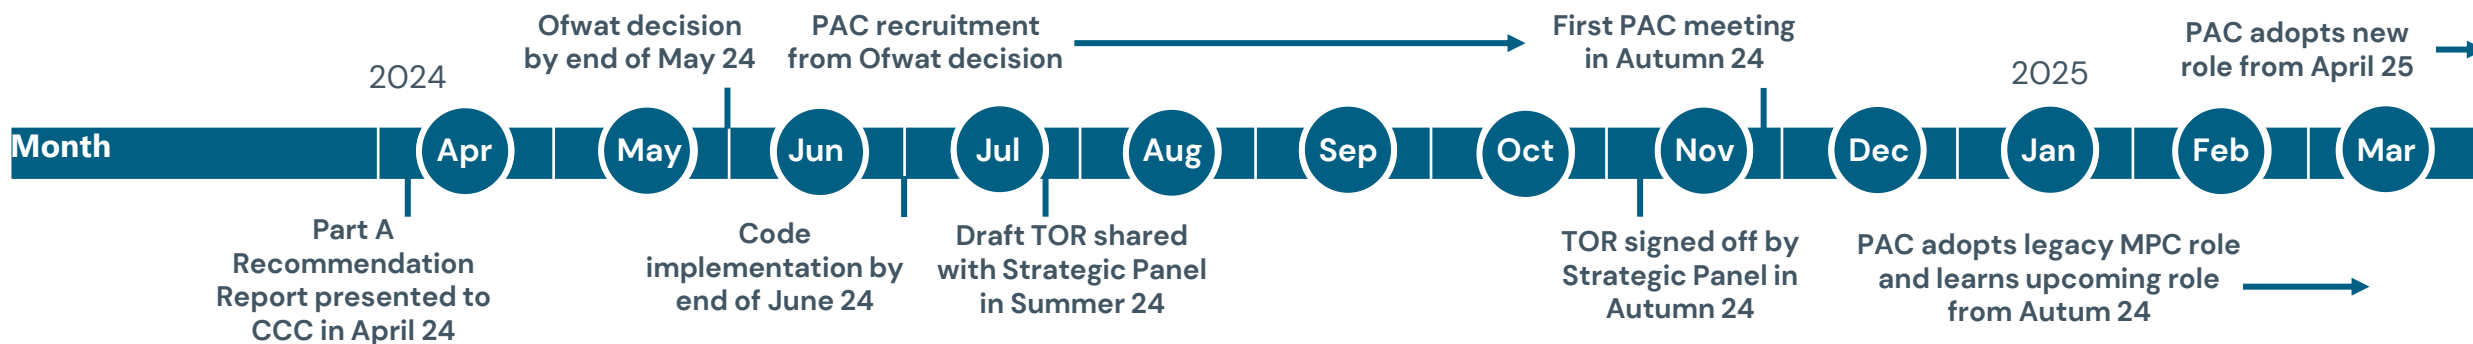 Ofwat decision
by end of May 24
PAC recruitment
from Ofwat decision
First PAC meeting
in Autumn 24
PAC adopts new
role from April 25
2024
2025
Month
Apr
May
Jun
Jul
Aug
Sep
Oct
Nov
Dec
Jan
Feb
Mar
Part A
Recommendation
Report presented to
CCC in April 24
Code
implementation by
end of June 24
Draft TOR shared
with Strategic Panel
in Summer 24
TOR signed off by
Strategic Panel in
Autumn 24
PAC adopts legacy MPC role
and learns upcoming role
from Autum 24